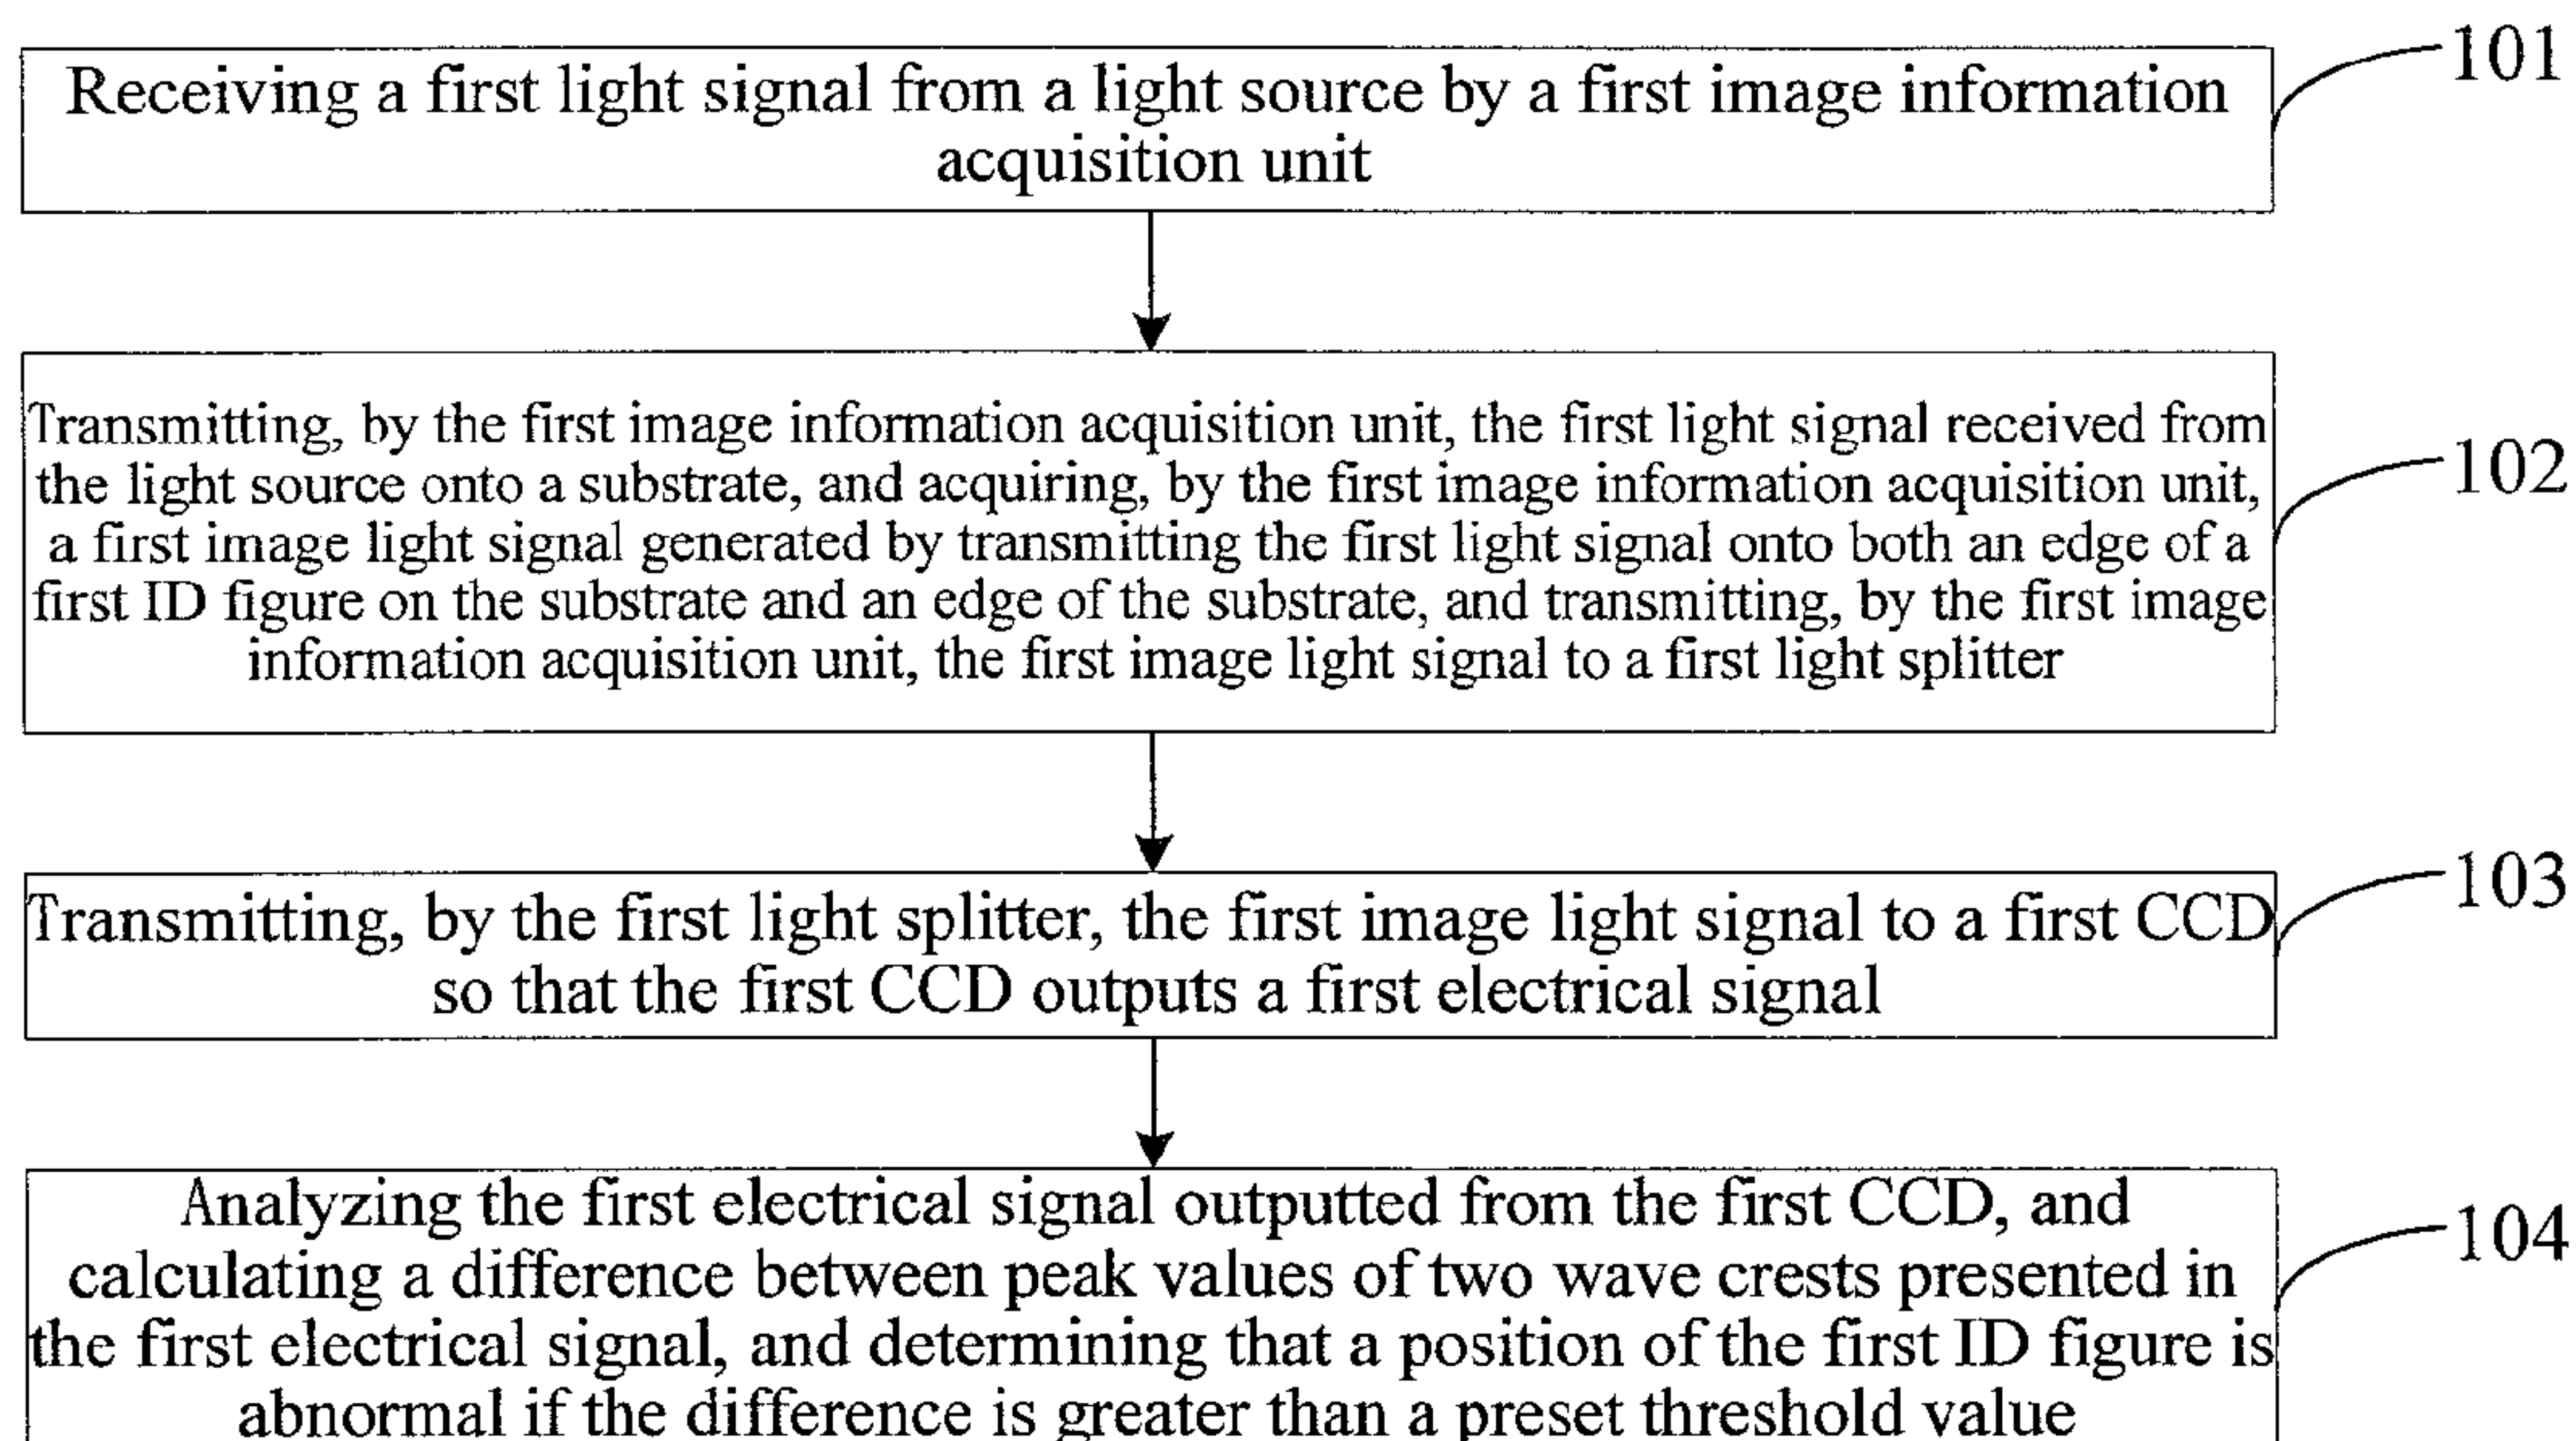 Receiving a first light signal from a light source by a first image information
acquisition unit
101
Transmitting, by the first image information acquisition unit, the first light signal received from
the light source onto a substrate, and acquiring, by the first image information acquisition unit,
a first image light signal generated by transmitting the first light signal onto both an edge of a
first ID figure on the substrate and an edge of the substrate, and transmitting, by the first image
information acquisition unit, the first image light signal to a first light splitter
102
Transmitting, by the first light splitter, the first image light signal to a first CCD
so that the first CCD outputs a first electrical signal
103
Analyzing the first electrical signal outputted from the first CCD, and
calculating a difference between peak values of two wave crests presented in
the first electrical signal, and determining that a position of the first ID figure is
abnormal if the difference is greater than a preset threshold value
104